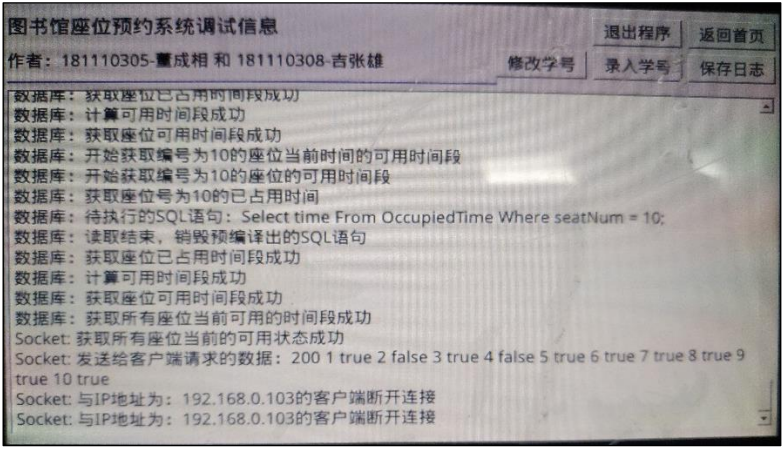 图书馆座位预约系统调试信息
退出程序
返回首页
作者：181110305-董成相 和 181110308-吉张雄
修改学号
录入学号
保存日志
数据库：获取座位已占用时间段成功
数据库：计算可用时间段成功
数据库：获取座位可用时间段成功
数据库：开始获取编号为10的座位当前时间的可用时间段
数据库：开始获取编号为10的座位的可用时间段
数据库：获取座位号为10的已占用时间
数据库：待执行的SQL语句：Select time From OccupiedTime Where seatNum = 10;
数据库：读取结束，销毁预编译出的SQL语句
数据库：获取座位已占用时间段成功
数据库：计算可用时间段成功
数据库：获取座位可用时间段成功
数据库：获取所有座位当前可用的时间段成功
Socket: 获取所有座位当前的可用状态成功
Socket: 发送给客户端请求的数据：200 1 true 2 false 3 true 4 false 5 true 6 true 7 true 8 true 9
true 10 true
Socket: 与IP地址为：192.168.0.103的客户端断开连接
Socket: 与IP地址为：192.168.0.103的客户端断开连接